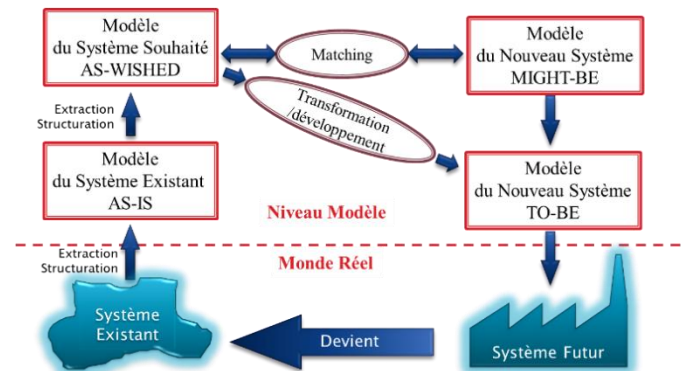 Modèle
du Système Souhaité
AS-WISHED
Matching
Modèle
du Nouveau Système
MIGHT-BE
Extraction
Structuration
Transformation
/développement
Modèle
du Système Existant
AS-IS
Modèle
du Nouveau Système
TO-BE
Niveau Modèle
Extraction
Structuration
Monde Réel
Système
Existant
Devient
Système Futur